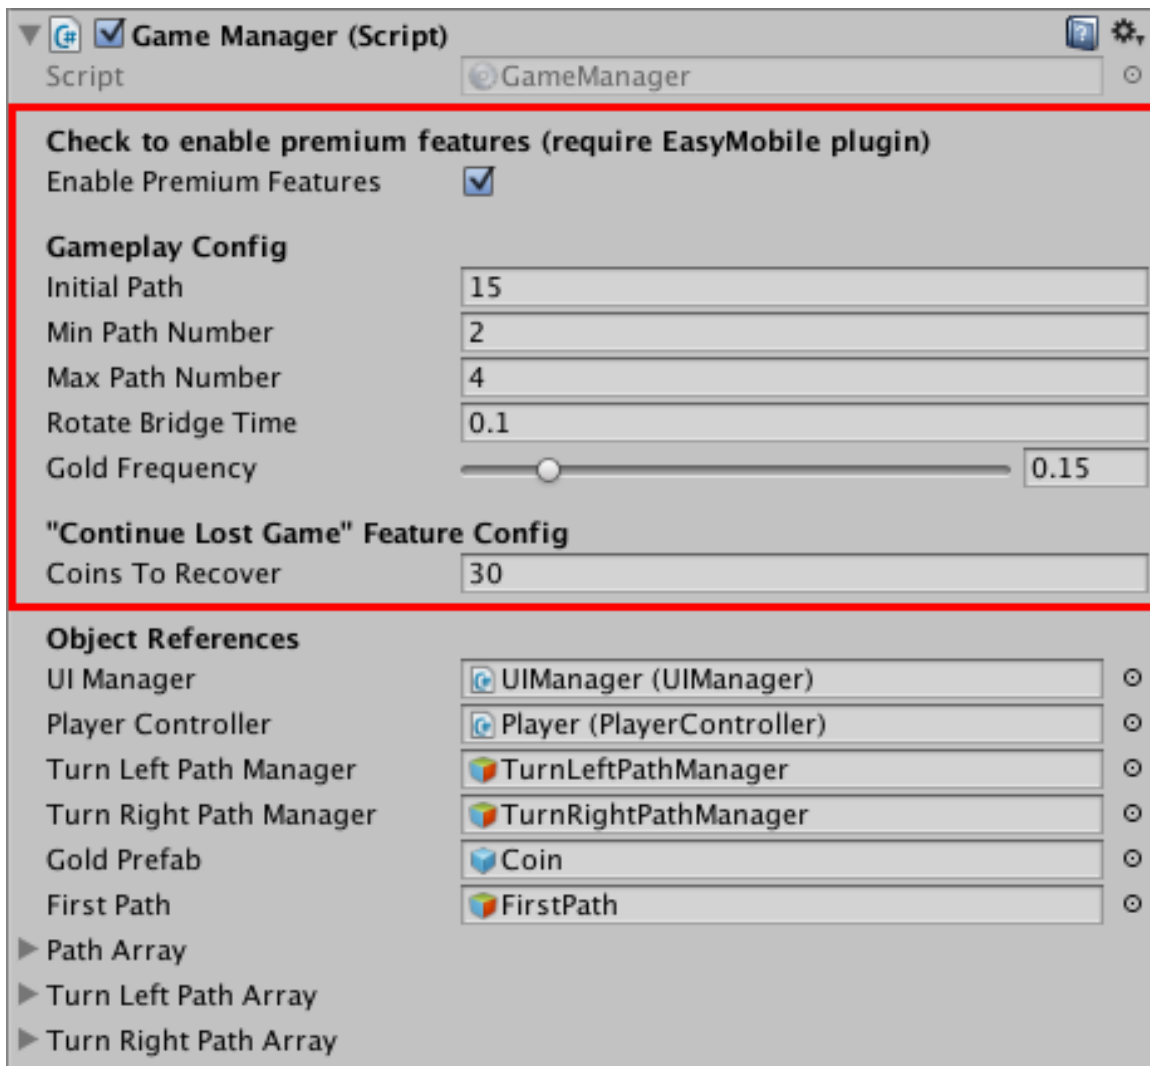 Game Manager (Script)
Script GameManager
Check to enable premium features (require EasyMobile plugin)
Enable Premium Features
Gameplay Config
Initial Path 15
Min Path Number 2
Max Path Number 4
Rotate Bridge Time 0.1
Gold Frequency 0.15
"Continue Lost Game" Feature Config
Coins To Recover 30
Object References
UI Manager UIManager (UIManager)
Player Controller Player (PlayerController)
Turn Left Path Manager TurnLeftPathManager
Turn Right Path Manager TurnRightPathManager
Gold Prefab Coin
First Path FirstPath
Path Array
Turn Left Path Array
Turn Right Path Array